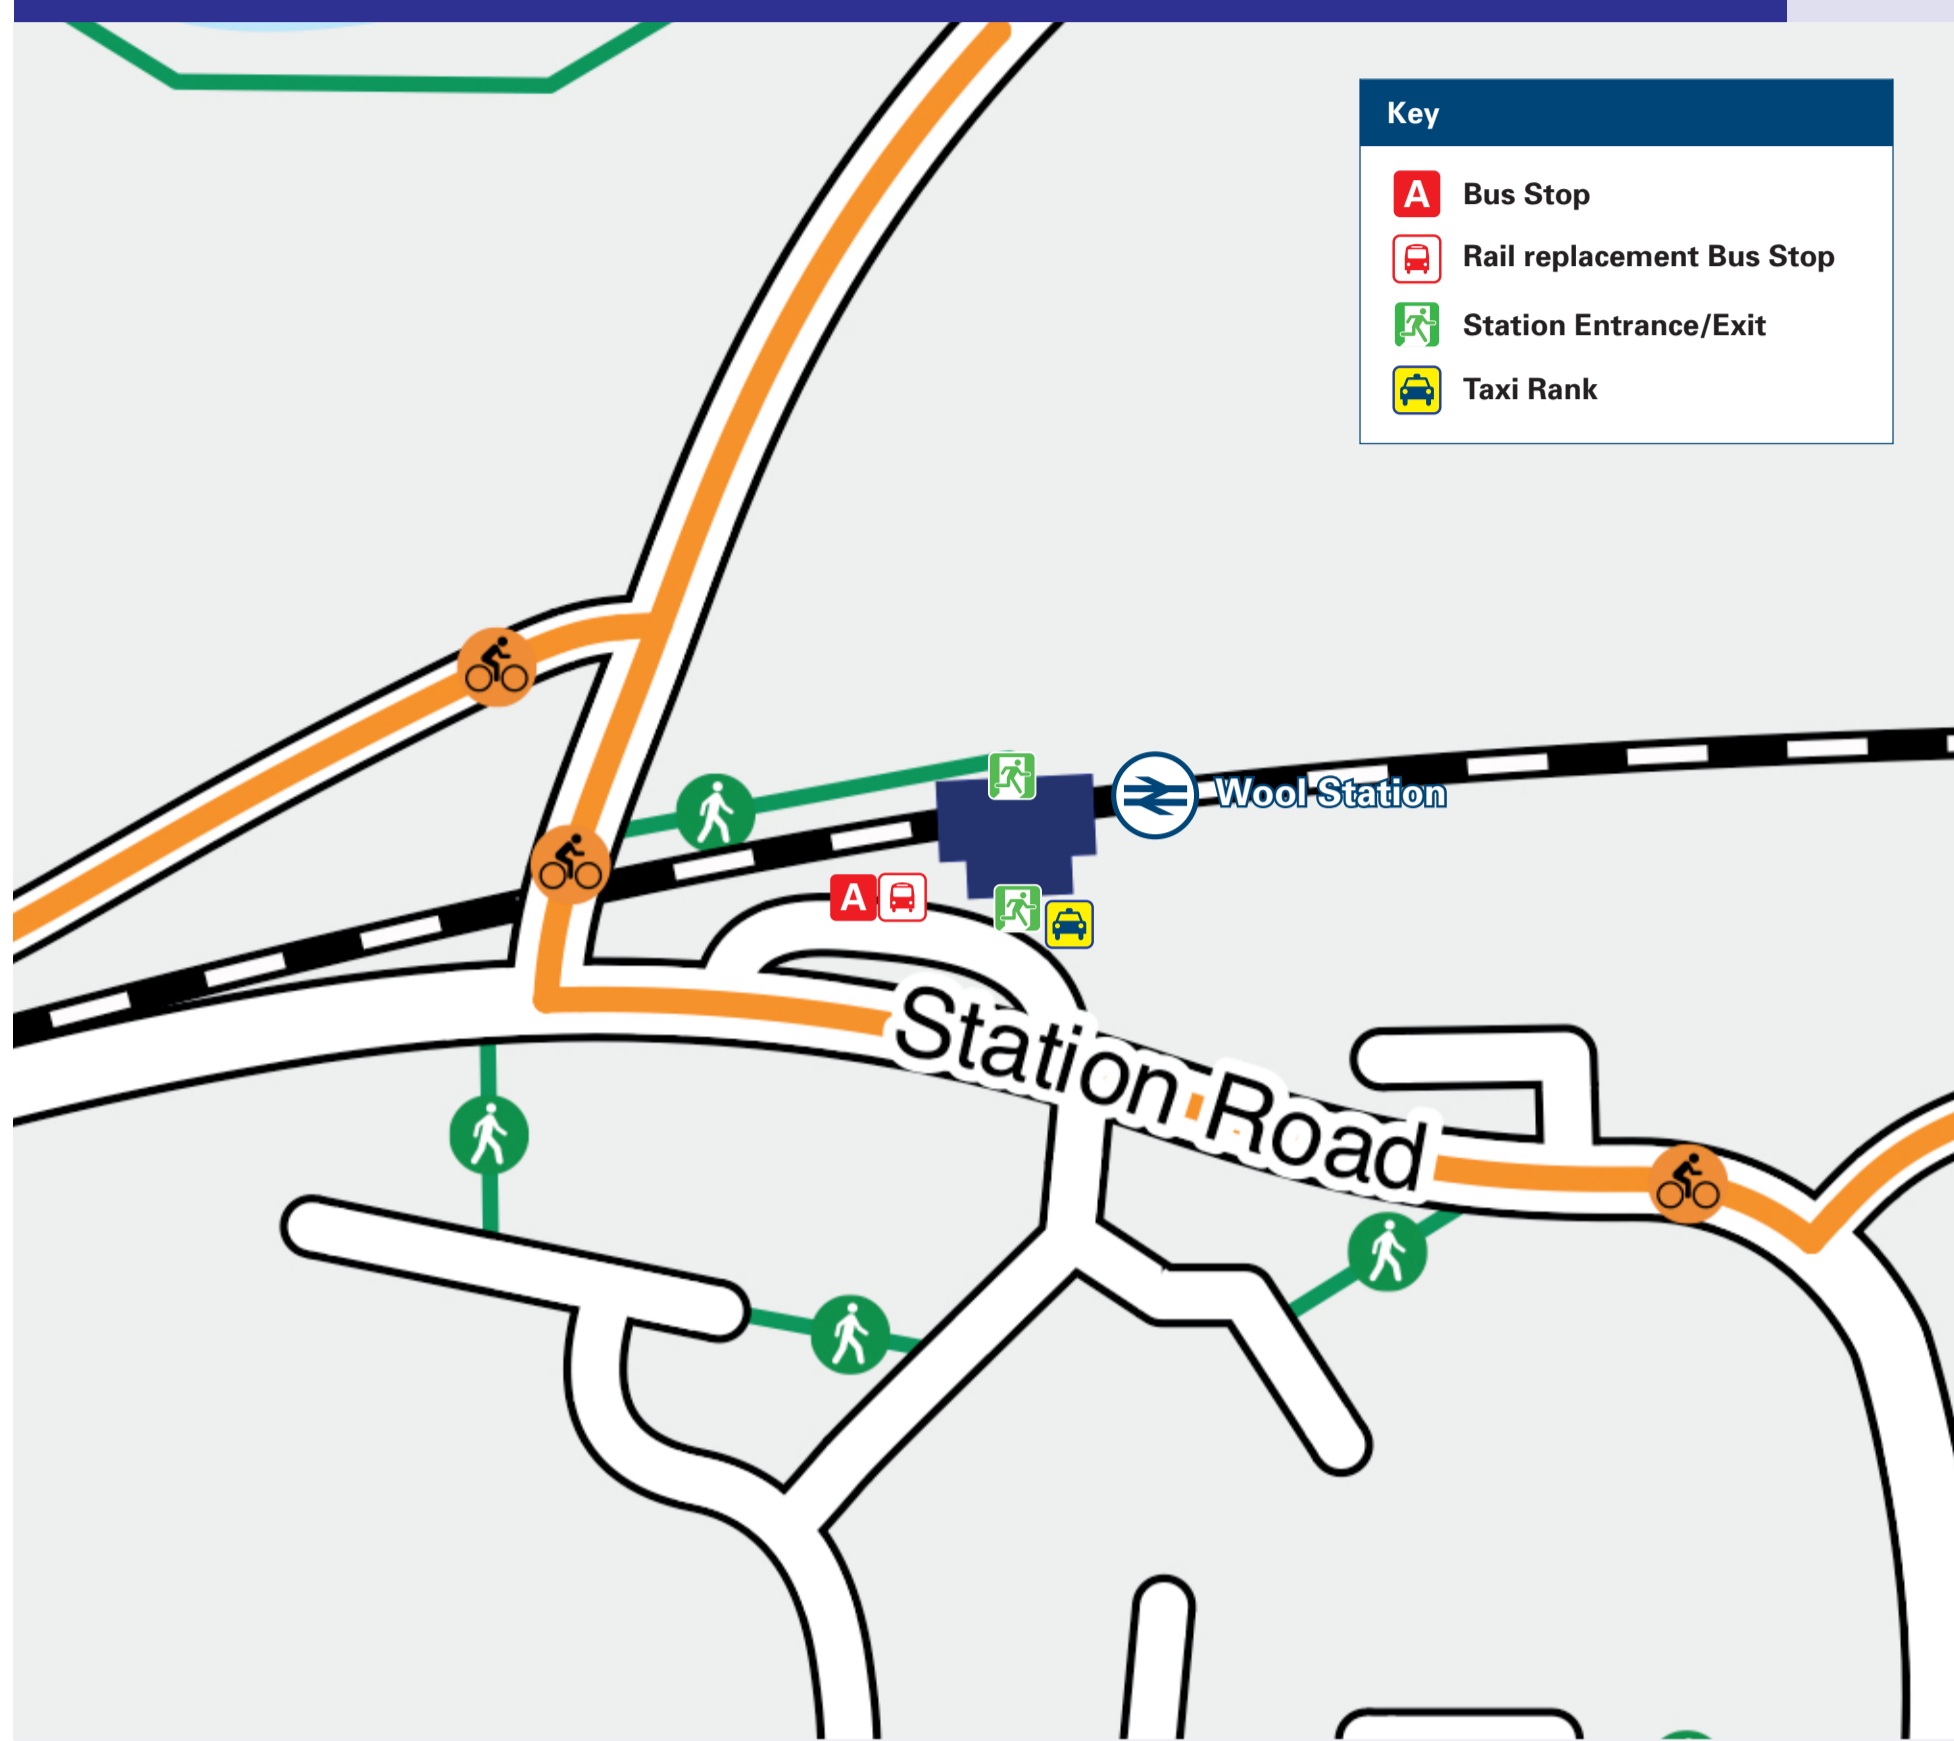 Key
A Bus Stop
Rail replacement Bus Stop
Station Entrance/Exit
Taxi Rank
Wool Station
A
Station Road